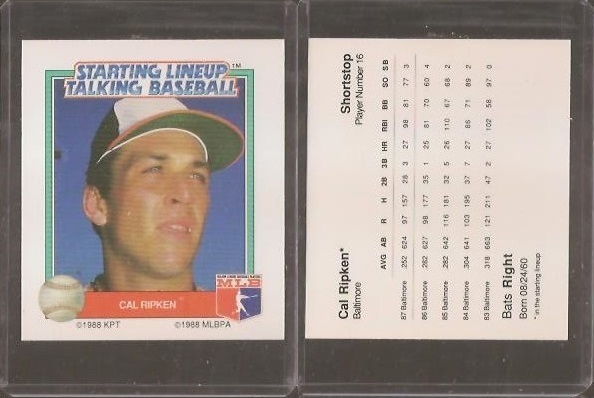 STARTING LINEUP™
TALKING BASEBALL
CAL RIPKEN
MAJOR LEAGUE BASEBALL PLAYERS
MLB
©1988 KPT ©1988 MLBPA
Cal Ripken* Shortstop
Baltimore Player Number 16
AVG AB R H 2B 3B HR RBI BB SO SB
87 Baltimore .252 624 97 157 28 3 27 98 81 77 3
86 Baltimore .282 627 98 177 35 1 25 81 70 60 4
85 Baltimore .282 642 116 181 32 5 26 110 67 68 2
84 Baltimore .304 641 103 195 37 7 27 86 71 89 2
83 Baltimore .318 663 121 211 47 2 27 102 58 97 0
Bats Right
Born 08/24/60
* in the starting lineup